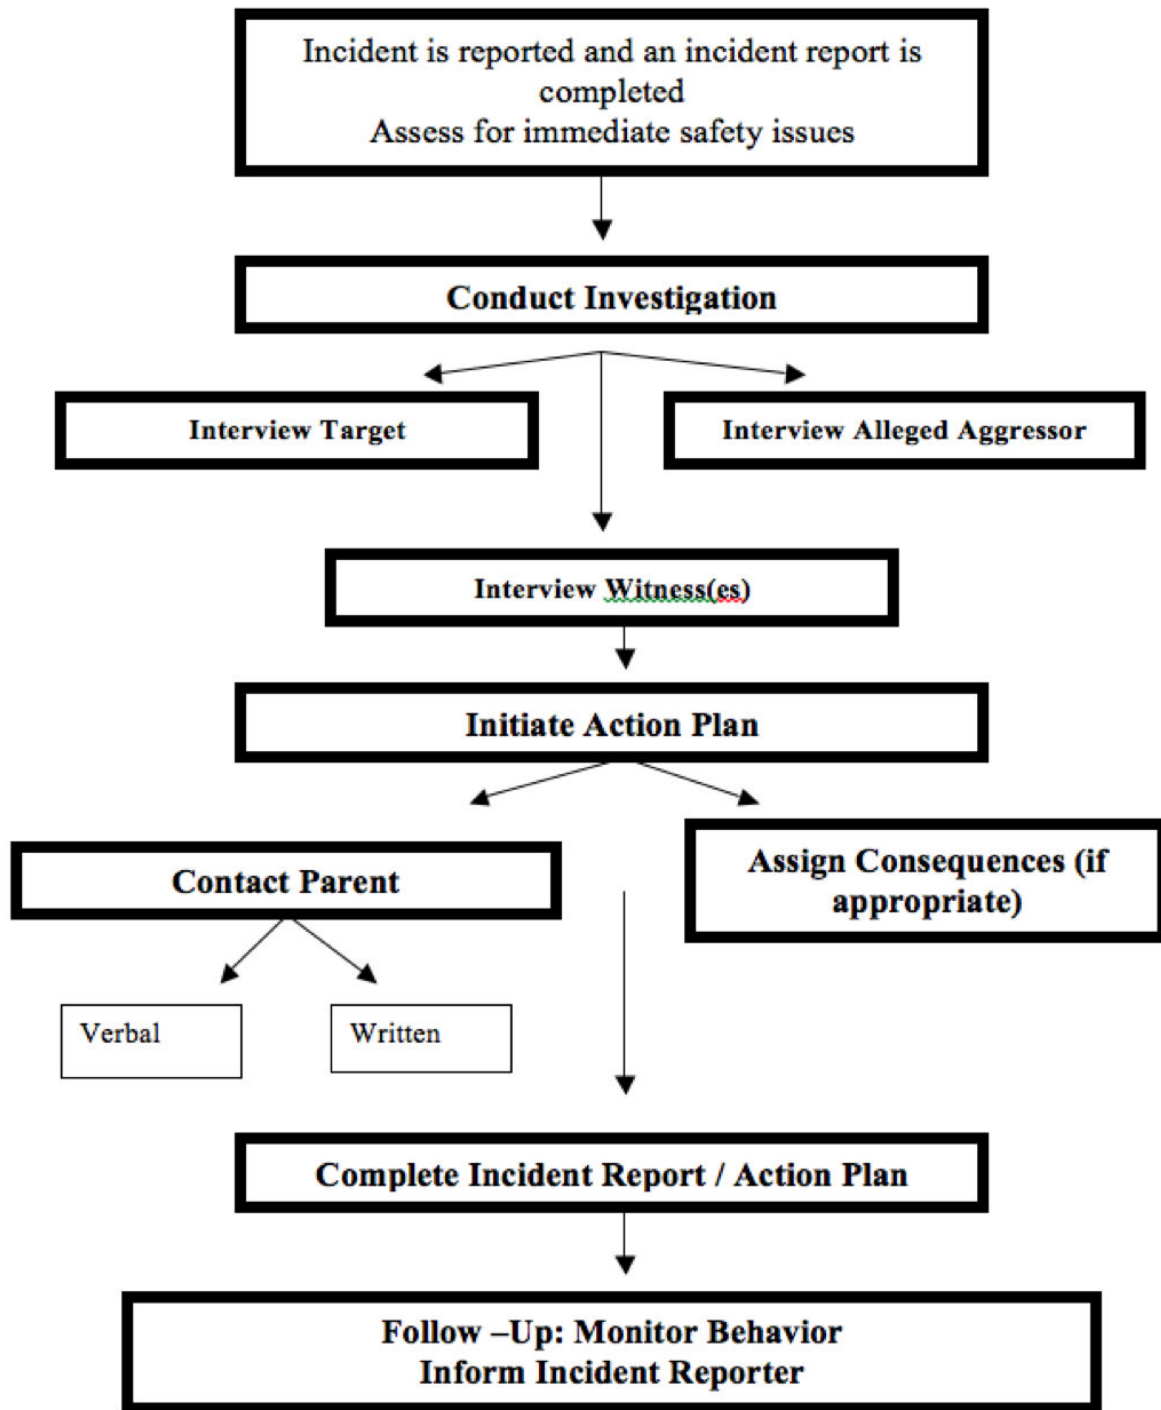 Incident is reported and an incident report is
completed
Assess for immediate safety issues
Conduct Investigation
Interview Target
Interview Alleged Aggressor
Interview Witness(es)
Initiate Action Plan
Contact Parent
Assign Consequences (if
appropriate)
Verbal
Written
Complete Incident Report / Action Plan
Follow –Up: Monitor Behavior
Inform Incident Reporter